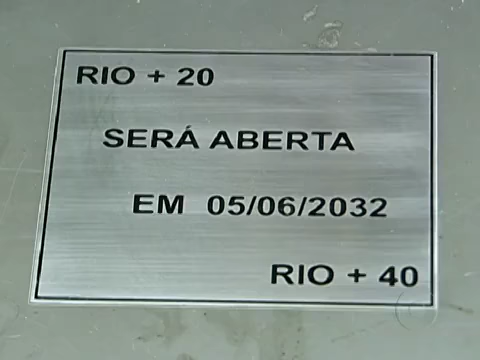 RIO + 20
SERÁ ABERTA
EM 05/06/2032
RIO + 40